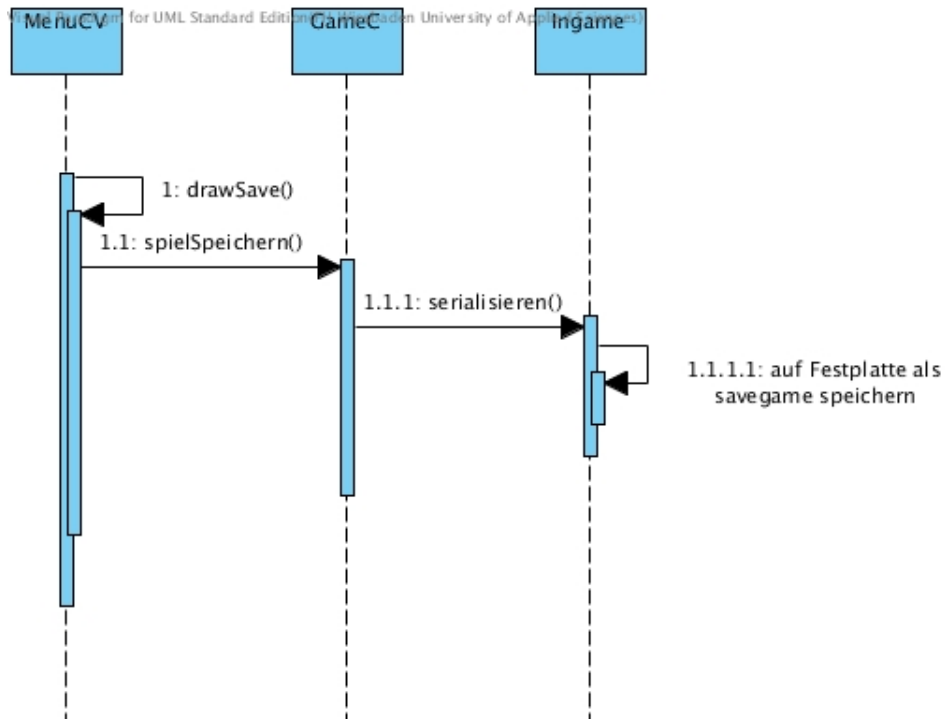 for UML Standard Edition
University of
MenuCV
GameC
Ingame
1: drawSave()
1.1: spielSpeichern()
1.1.1: serialisieren()
1.1.1.1: auf Festplatte als
savegame speichern